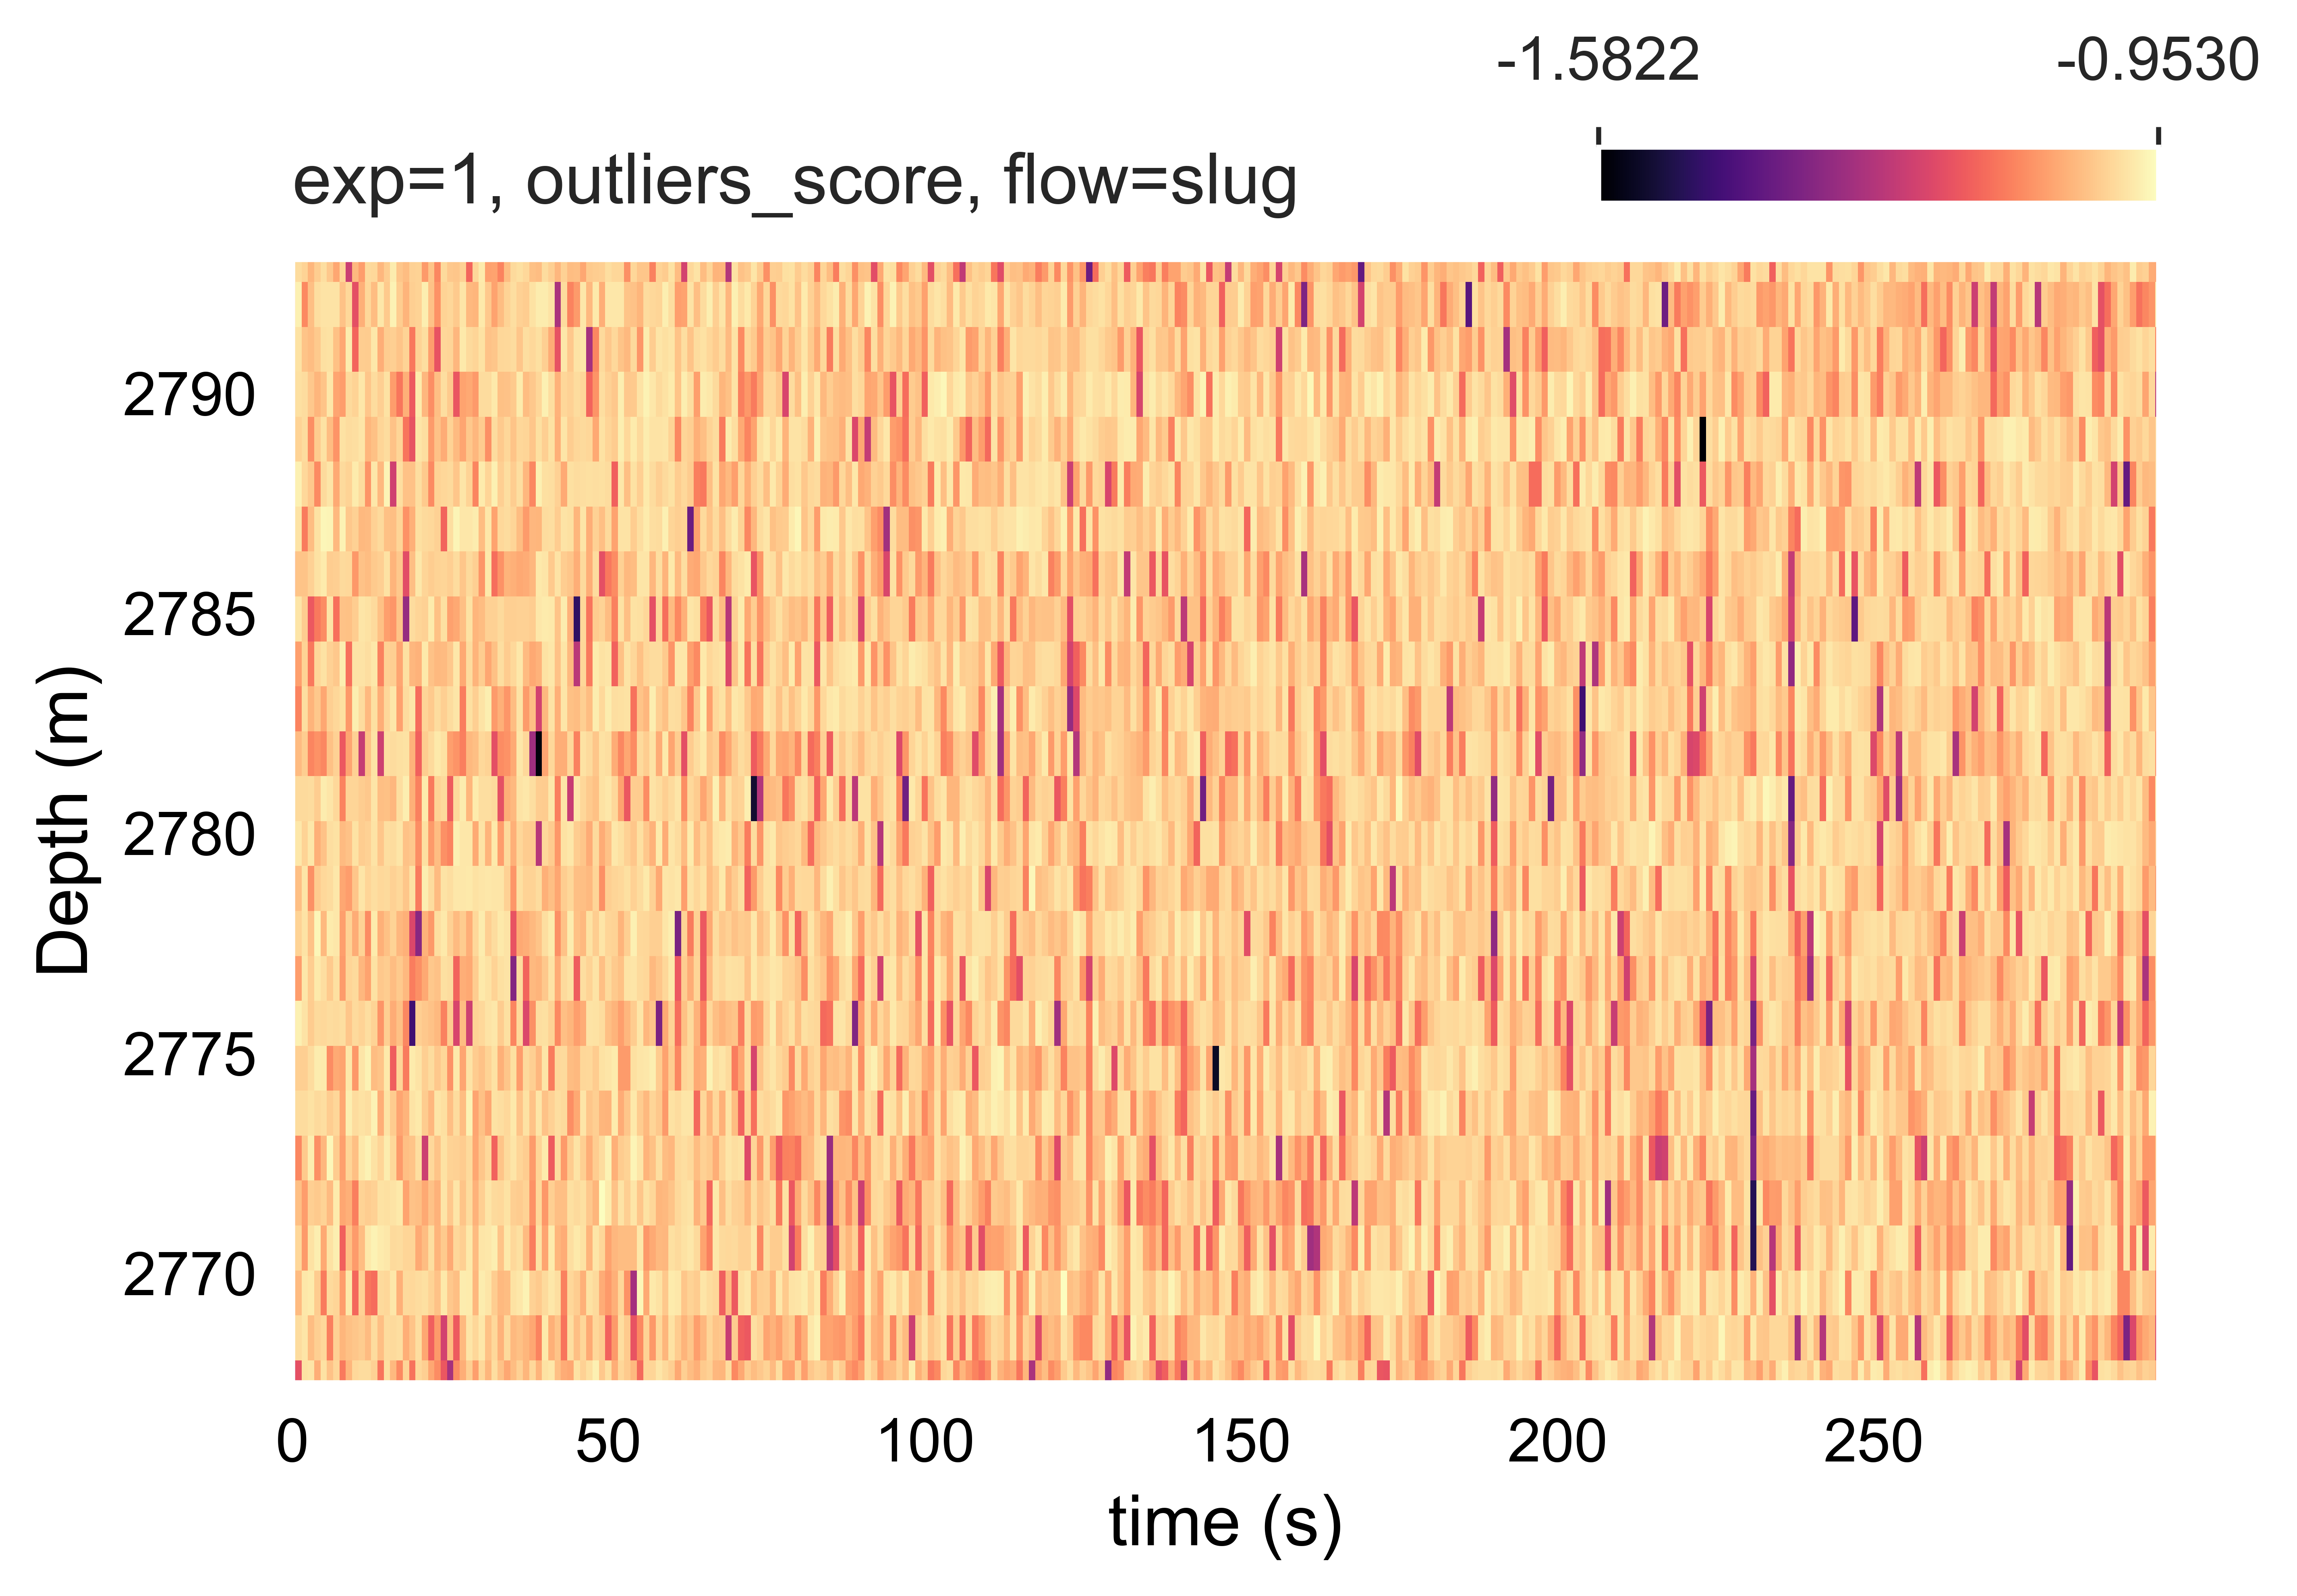 -1.5822 -0.9530
exp=1, outliers_score, flow=slug
2790
2785
2780
2775
2770
Depth (m)
0 50 100 150 200 250
time (s)